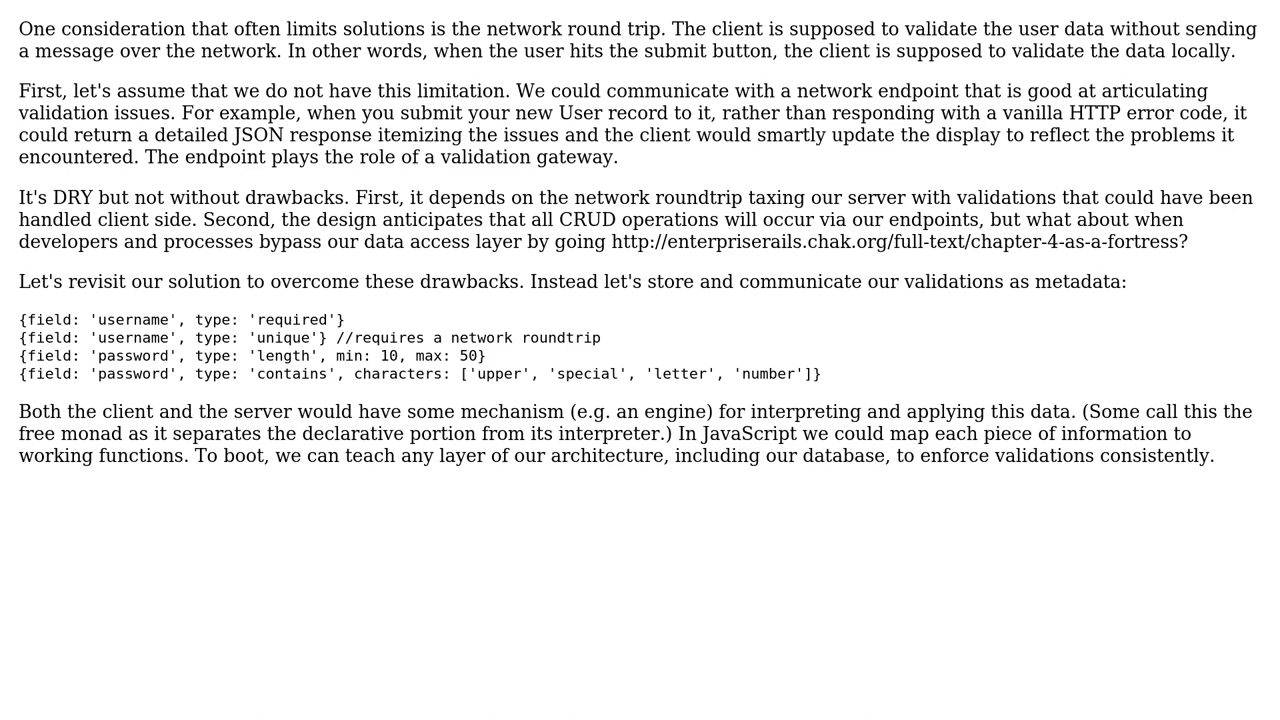 One consideration that often limits solutions is the network round trip. The client is supposed to validate the user data without sending
a message over the network. In other words, when the user hits the submit button, the client is supposed to validate the data locally.
First, let's assume that we do not have this limitation. We could communicate with a network endpoint that is good at articulating
validation issues. For example, when you submit your new User record to it, rather than responding with a vanilla HTTP error code, it
could return a detailed JSON response itemizing the issues and the client would smartly update the display to reflect the problems it
encountered. The endpoint plays the role of a validation gateway.
It's DRY but not without drawbacks. First, it depends on the network roundtrip taxing our server with validations that could have been
handled client side. Second, the design anticipates that all CRUD operations will occur via our endpoints, but what about when
developers and processes bypass our data access layer by going http://enterpriserails.chak.org/full-text/chapter-4-as-a-fortress?
Let's revisit our solution to overcome these drawbacks. Instead let's store and communicate our validations as metadata:
{field: 'username', type: 'required'}
{field: 'username', type: 'unique'} //requires a network roundtrip
{field: 'password', type: 'length', min: 10, max: 50}
{field: 'password', type: 'contains', characters: ['upper', 'special', 'letter', 'number']}
Both the client and the server would have some mechanism (e.g. an engine) for interpreting and applying this data. (Some call this the
free monad as it separates the declarative portion from its interpreter.) In JavaScript we could map each piece of information to
working functions. To boot, we can teach any layer of our architecture, including our database, to enforce validations consistently.